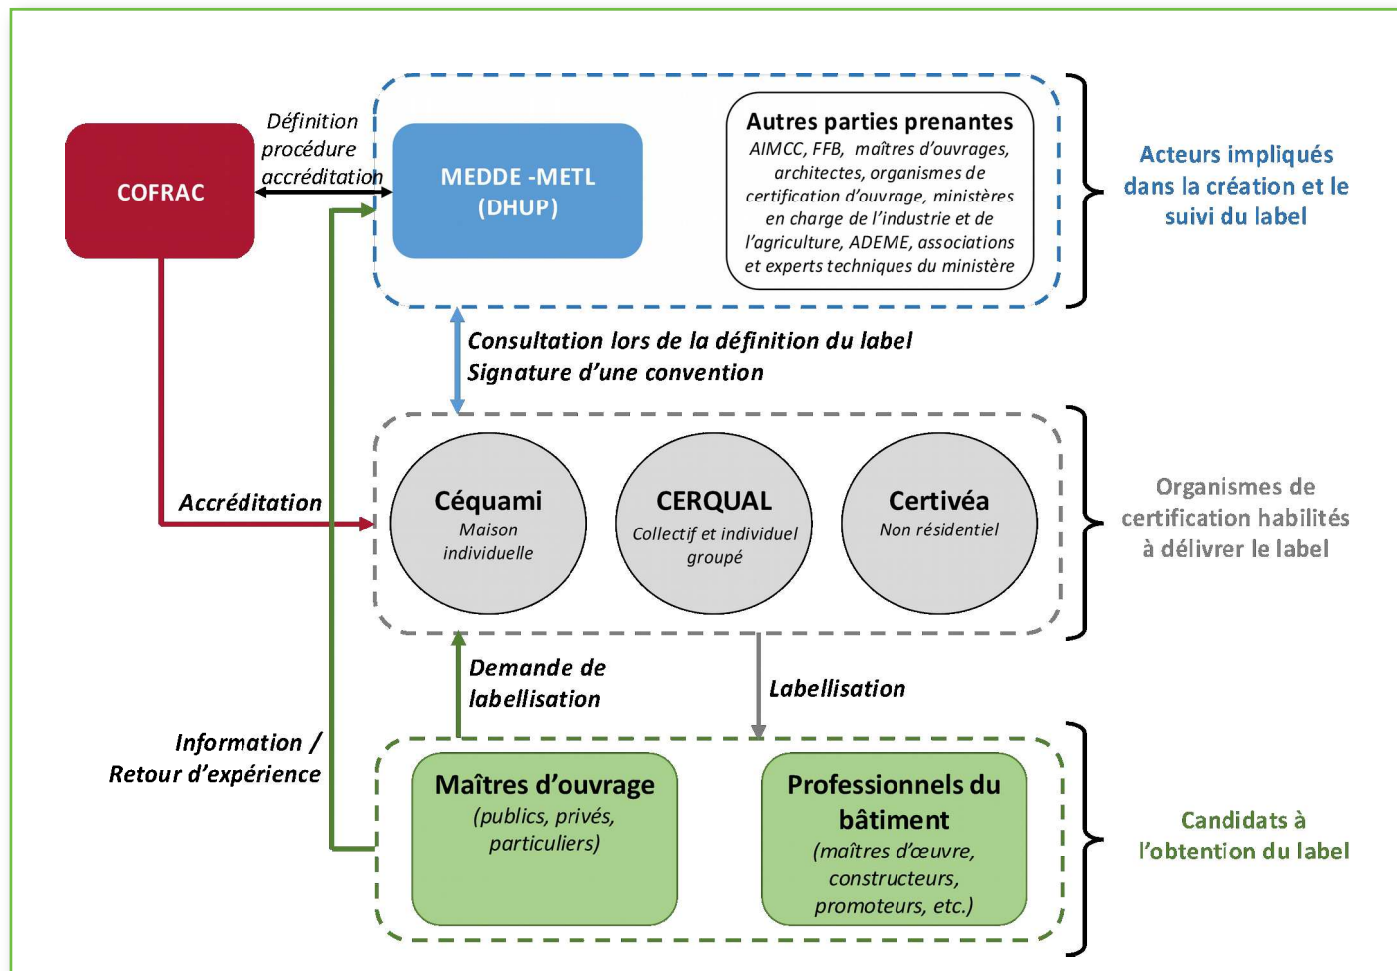 COFRAC
Définition
procédure
accréditation
MEDDE -METL
(DHUP)
Autres parties prenantes
AIMCC, FFB, maîtres d'ouvrages,
architectes, organismes de
certification d'ouvrage, ministères
en charge de l'industrie et de
l'agriculture, ADEME, associations
et experts techniques du ministère
Acteurs impliqués
dans la création et le
suivi du label
Consultation lors de la définition du label
Signature d'une convention
Accréditation
Céquami
Maison
individuelle
CERQUAL
Collectif et individuel
groupé
Certivéa
Non résidentiel
Organismes de
certification habilités
à délivrer le label
Demande de
labellisation
Labellisation
Information /
Retour d'expérience
Maîtres d'ouvrage
(publics, privés,
particuliers)
Professionnels du
bâtiment
(maîtres d'œuvre,
constructeurs,
promoteurs, etc.)
Candidats à
l'obtention du label